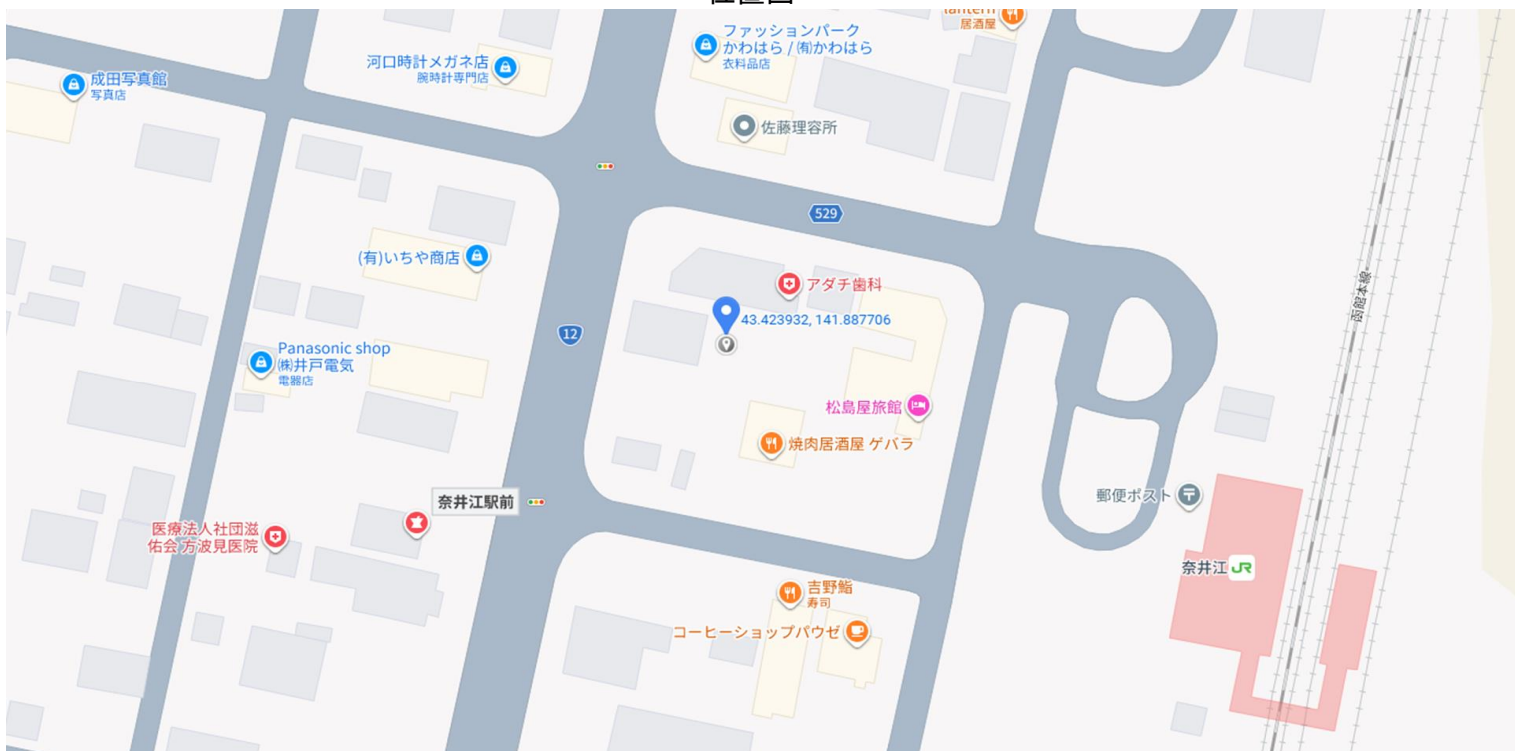 位置図
lantern
居酒屋
ファッションパーク
かわはら / ㈲かわはら
衣料品店
河口時計メガネ店
腕時計専門店
成田写真館
写真店
佐藤理容所
529
(有)いちや商店
アダチ歯科
43.423932, 141.887706
12
函館本線
Panasonic shop
㈱井戸電気
電器店
松島屋旅館
焼肉居酒屋 ゲバラ
奈井江駅前
郵便ポスト
医療法人社団滋
佑会 方波見医院
奈井江 JR
吉野鮨
寿司
コーヒーショップパウゼ